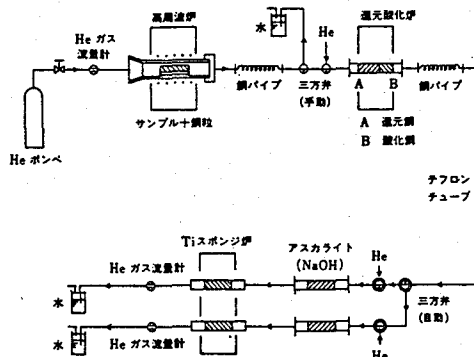 高周波炉
He ガス
流量計
水
He
還元酸化炉
銅パイプ
三方弁
(手動)
A B
銅パイプ
サンプル十銅粒
A 還元銅
B 酸化銅
He ボンベ
テフロン
チューブ
Tiスポンジ炉
アスカライト
(NaOH)
He ガス流量計
He
水
三方弁
(自動)
水
He ガス流量計
He